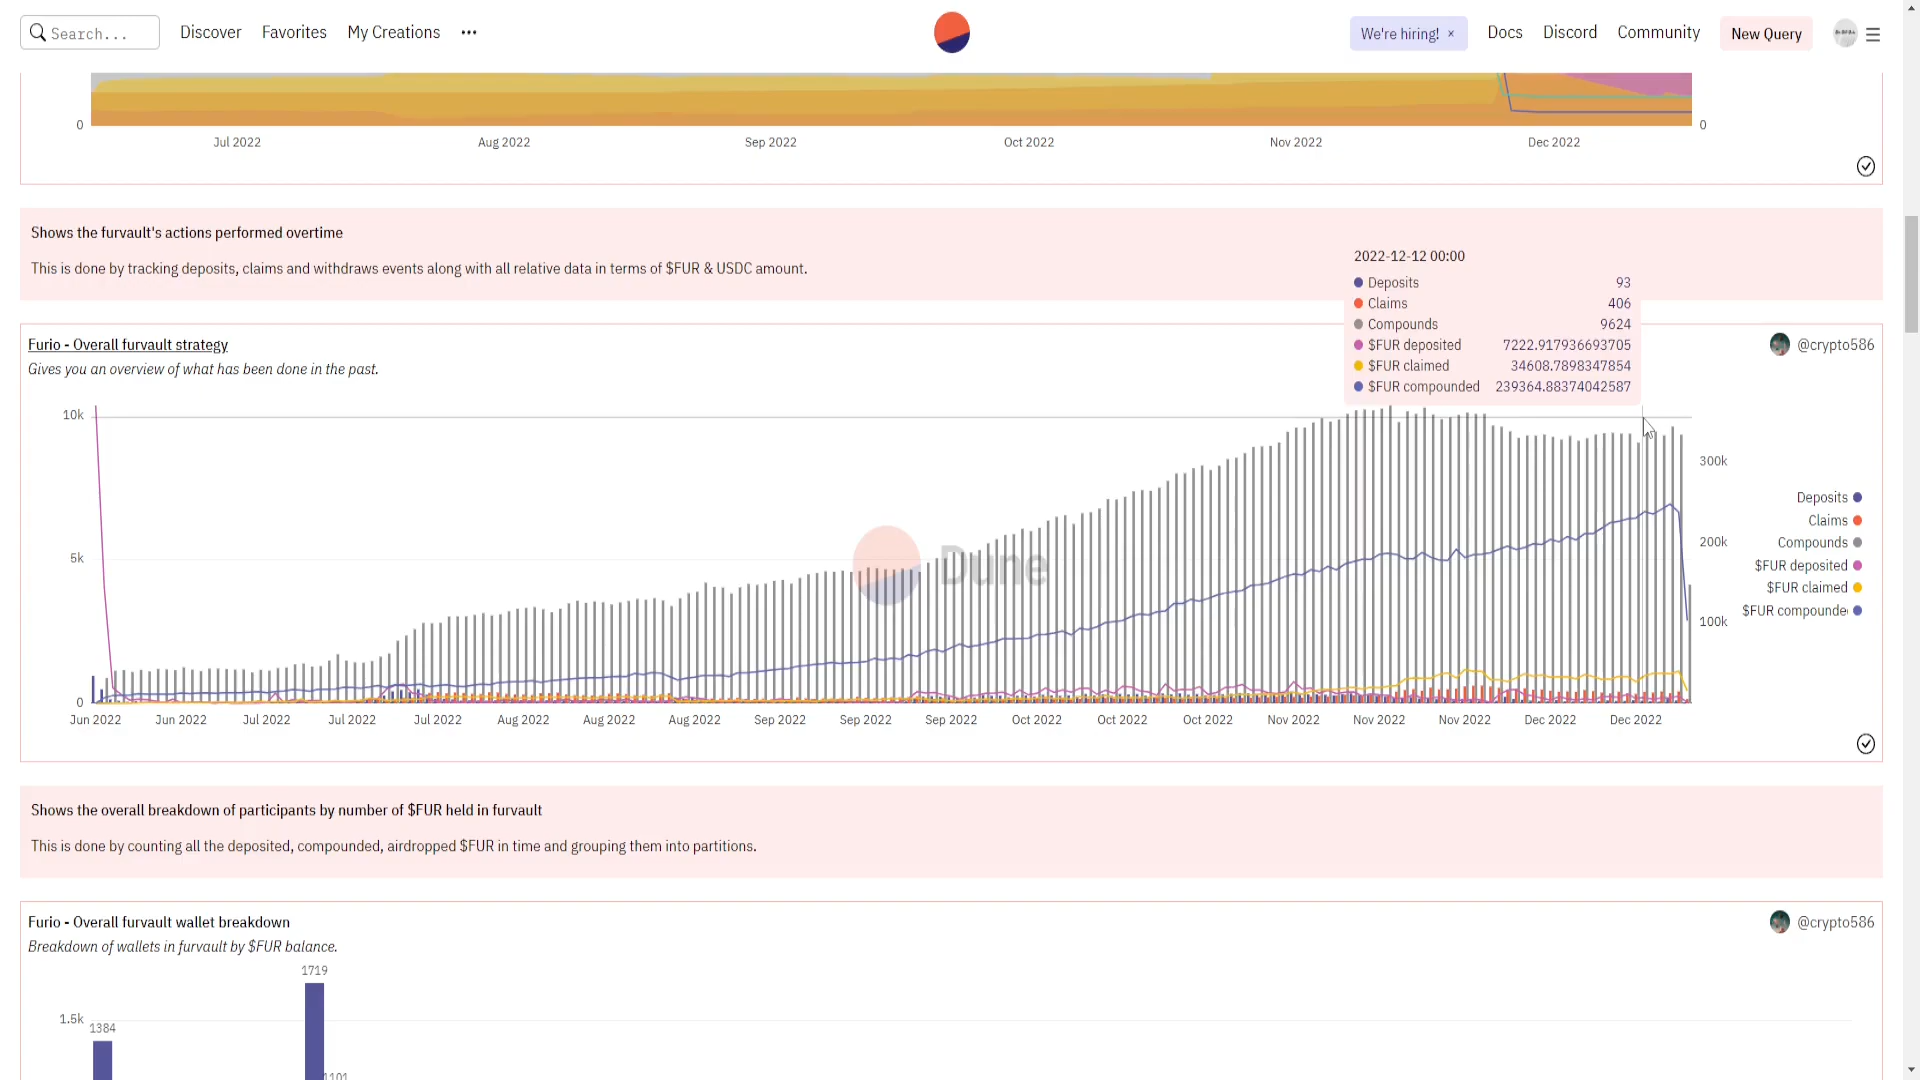 Search...
Discover
Favorites
My Creations
We're hiring! ×
Docs
Discord
Community
New Query
0
0
Jul 2022
Aug 2022
Sep 2022
Oct 2022
Nov 2022
Dec 2022
Shows the furvault's actions performed overtime
This is done by tracking deposits, claims and withdraws events along with all relative data in terms of $FUR & USDC amount.
2022-12-12 00:00
Deposits 93
Claims 406
Compounds 9624
$FUR deposited 7222.917936693705
$FUR claimed 34608.7898347854
$FUR compounded 239364.88374042587
Furio - Overall furvault strategy
@crypto586
Gives you an overview of what has been done in the past.
10k
5k
0
300k
200k
100k
Dune
Deposits
Claims
Compounds
$FUR deposited
$FUR claimed
$FUR compounde
Jun 2022
Jun 2022
Jul 2022
Jul 2022
Jul 2022
Aug 2022
Aug 2022
Aug 2022
Sep 2022
Sep 2022
Sep 2022
Oct 2022
Oct 2022
Oct 2022
Nov 2022
Nov 2022
Nov 2022
Dec 2022
Dec 2022
Shows the overall breakdown of participants by number of $FUR held in furvault
This is done by counting all the deposited, compounded, airdropped $FUR in time and grouping them into partitions.
Furio - Overall furvault wallet breakdown
@crypto586
Breakdown of wallets in furvault by $FUR balance.
1719
1.5k
1384
1101